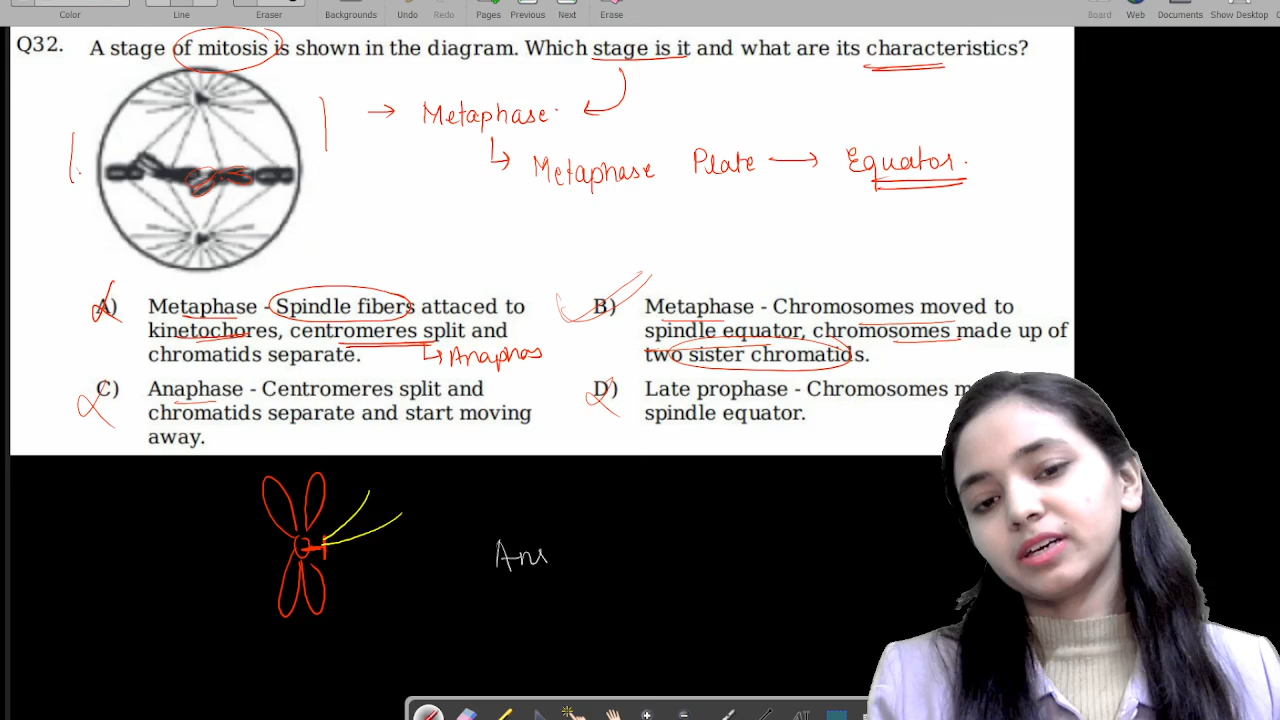 Color Line Eraser Backgrounds Undo Redo Pages Previous Next Erase Board Web Documents Show Desktop
Q32. A stage of mitosis is shown in the diagram. Which stage is it and what are its characteristics?
→ Metaphase.
Metaphase Plate → Equator.
A) Metaphase - Spindle fibers attaced to
kinetochores, centromeres split and
chromatids separate.
Anaphas
B) Metaphase - Chromosomes moved to
spindle equator, chromosomes made up of
two sister chromatids.
C) Anaphase - Centromeres split and
chromatids separate and start moving
away.
D) Late prophase - Chromosomes m
spindle equator.
Ans